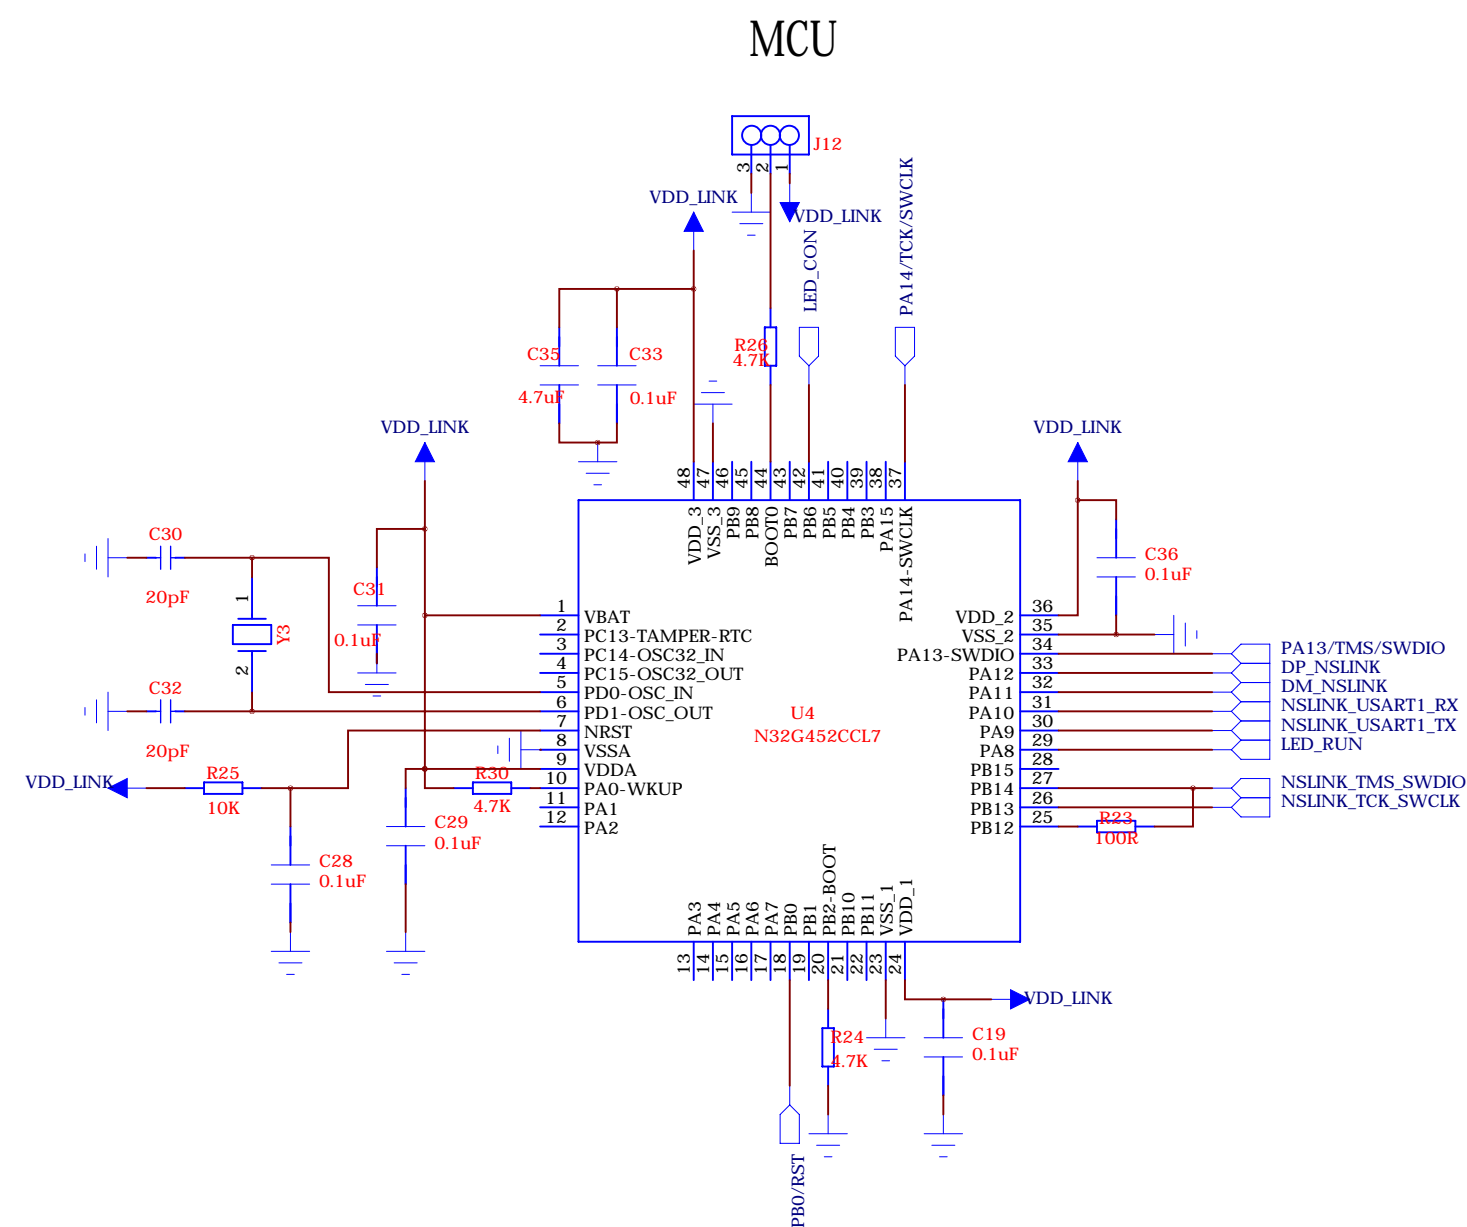 MCU
J12
3
2
1
VDD_LINK
VDD_LINK
LED_CON
PA14/TCK/SWCLK
R26
4.7K
C35
4.7uF
C33
0.1uF
VDD_LINK
VDD_LINK
48
47
46
45
44
43
42
41
40
39
38
37
VDD_3
VSS_3
PB9
PB8
BOOT0
PB7
PB6
PB5
PB4
PB3
PA15
PA14-SWCLK
C30
20pF
C31
0.1uF
1
2
Y3
C32
20pF
C36
0.1uF
1 VBAT
2 PC13-TAMPER-RTC
3 PC14-OSC32_IN
4 PC15-OSC32_OUT
5 PD0-OSC_IN
6 PD1-OSC_OUT
7 NRST
8 VSSA
9 VDDA
10 PA0-WKUP
11 PA1
12 PA2
U4
N32G452CCL7
VDD_2 36
VSS_2 35
PA13-SWDIO 34
PA12 33
PA11 32
PA10 31
PA9 30
PA8 29
PB15 28
PB14 27
PB13 26
PB12 25
PA13/TMS/SWDIO
DP_NSLINK
DM_NSLINK
NSLINK_USART1_RX
NSLINK_USART1_TX
LED_RUN
NSLINK_TMS_SWDIO
NSLINK_TCK_SWCLK
R23
100R
VDD_LINK
R25
10K
R30
4.7K
C29
0.1uF
C28
0.1uF
PA3
PA4
PA5
PA6
PA7
PB0
PB1
PB2-BOOT
PB10
PB11
VSS_1
VDD_1
13
14
15
16
17
18
19
20
21
22
23
24
VDD_LINK
R24
4.7K
C19
0.1uF
PB0/RST